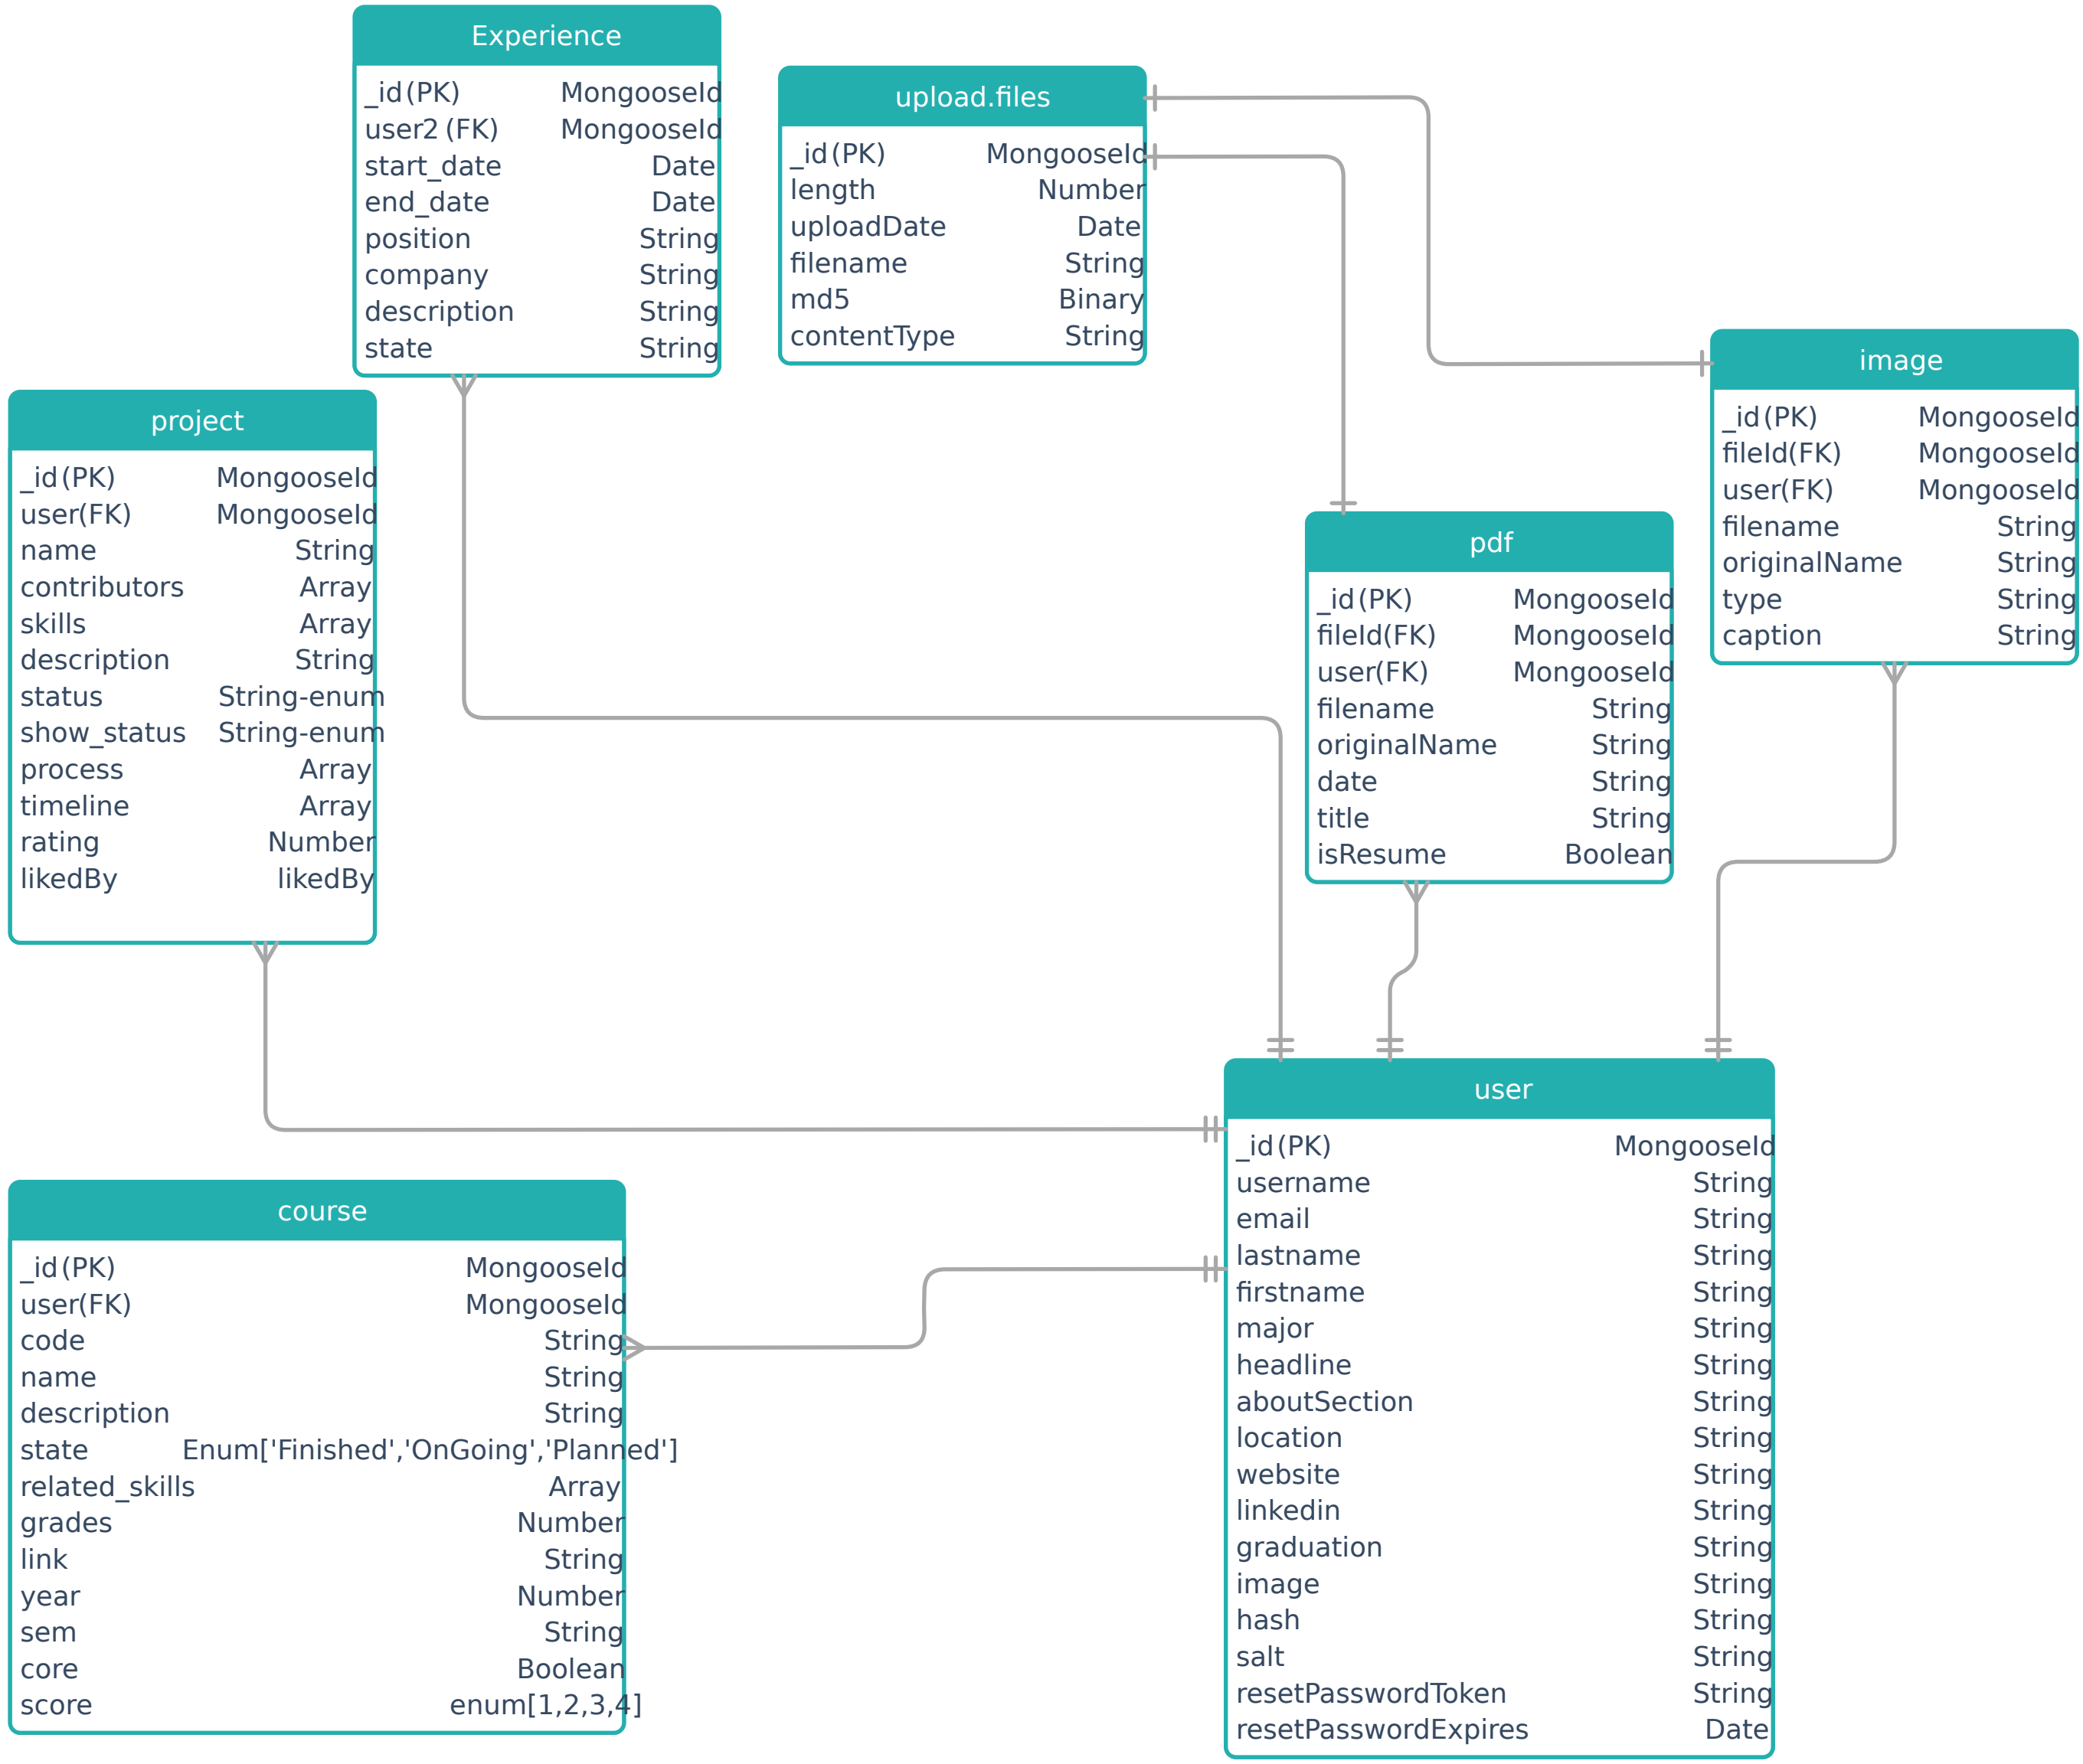 Experience
_id (PK) MongooseId
user2 (FK) MongooseId
start_date Date
end_date Date
position String
company String
description String
state String
upload.files
_id (PK) MongooseId
length Number
uploadDate Date
filename String
md5 Binary
contentType String
image
_id (PK) MongooseId
fileId(FK) MongooseId
user(FK) MongooseId
filename String
originalName String
type String
caption String
project
_id (PK) MongooseId
user(FK) MongooseId
name String
contributors Array
skills Array
description String
status String-enum
show_status String-enum
process Array
timeline Array
rating Number
likedBy likedBy
pdf
_id (PK) MongooseId
fileId(FK) MongooseId
user(FK) MongooseId
filename String
originalName String
date String
title String
isResume Boolean
user
_id (PK) MongooseId
username String
email String
lastname String
firstname String
major String
headline String
aboutSection String
location String
website String
linkedin String
graduation String
image String
hash String
salt String
resetPasswordToken String
resetPasswordExpires Date
course
_id (PK) MongooseId
user(FK) MongooseId
code String
name String
description String
state Enum['Finished','OnGoing','Planned']
related_skills Array
grades Number
link String
year Number
sem String
core Boolean
score enum[1,2,3,4]